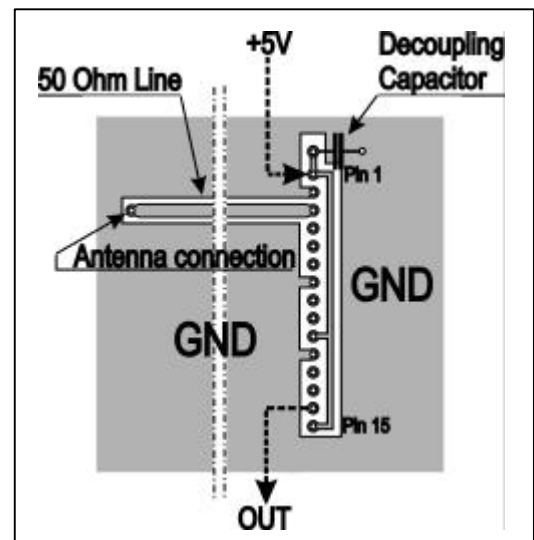 +5V
Decoupling
Capacitor
50 Ohm Line
Pin 1
Antenna connection
GND
GND
Pin 15
OUT